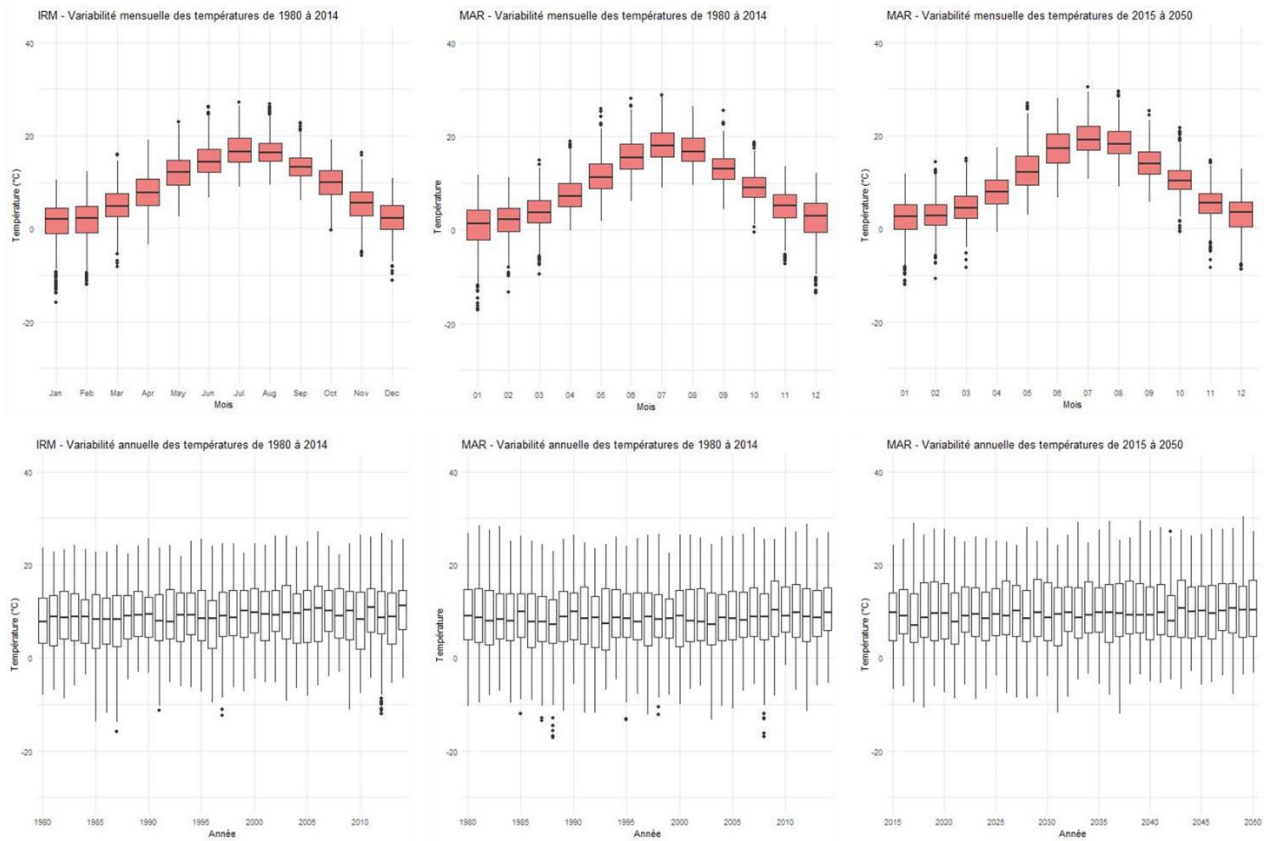 IRM - Variabilité mensuelle des températures de 1980 à 2014
40
20
0
-20
Température (°C)
Jan Feb Mar Apr May Jun Jul Aug Sep Oct Nov Dec
Mois
MAR - Variabilité mensuelle des températures de 1980 à 2014
40
20
0
-20
Température (°C)
01 02 03 04 05 06 07 08 09 10 11 12
Mois
MAR - Variabilité mensuelle des températures de 2015 à 2050
40
20
0
-20
Température (°C)
01 02 03 04 05 06 07 08 09 10 11 12
Mois
IRM - Variabilité annuelle des températures de 1980 à 2014
40
20
0
-20
Température (°C)
1980 1985 1990 1995 2000 2005 2010
Année
MAR - Variabilité annuelle des températures de 1980 à 2014
40
20
0
-20
Température
1980 1985 1990 1995 2000 2005 2010
Année
MAR - Variabilité annuelle des températures de 2015 à 2050
40
20
0
-20
Température (°C)
2015 2020 2025 2030 2035 2040 2045 2050
Année